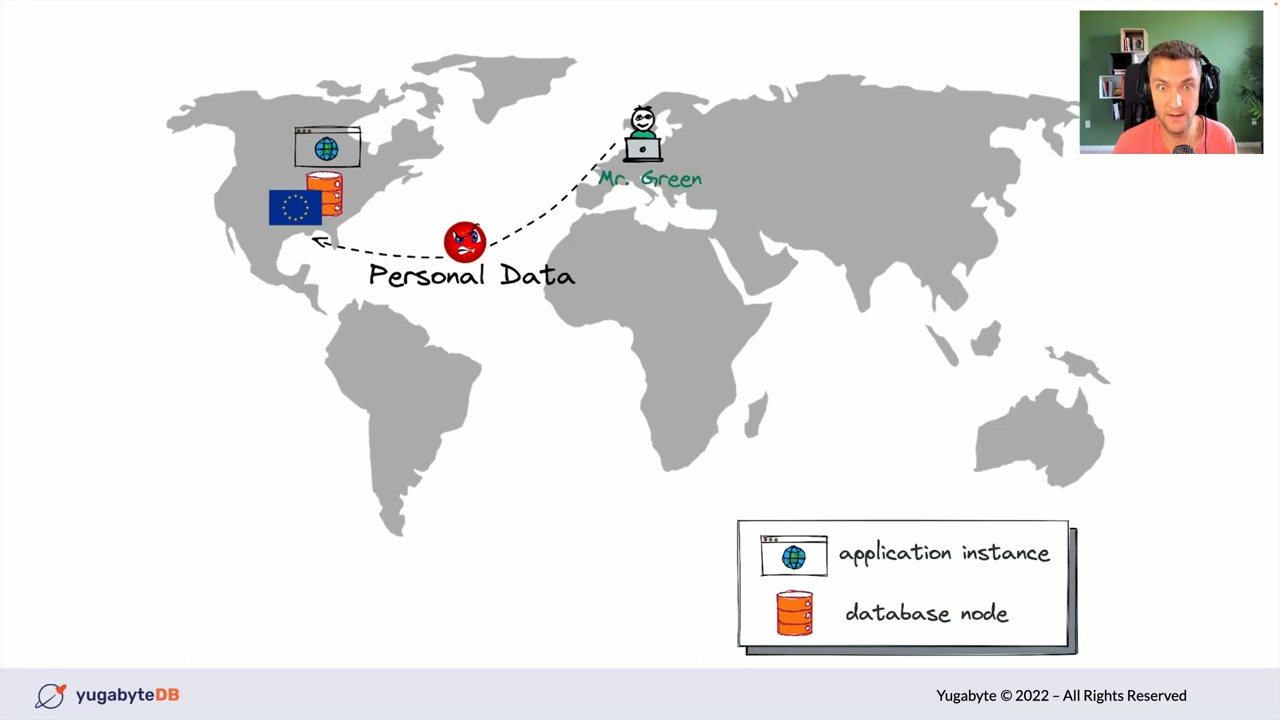 Mr. Green
Personal Data
application instance
database node
yugabyteDB
Yugabyte © 2022 – All Rights Reserved